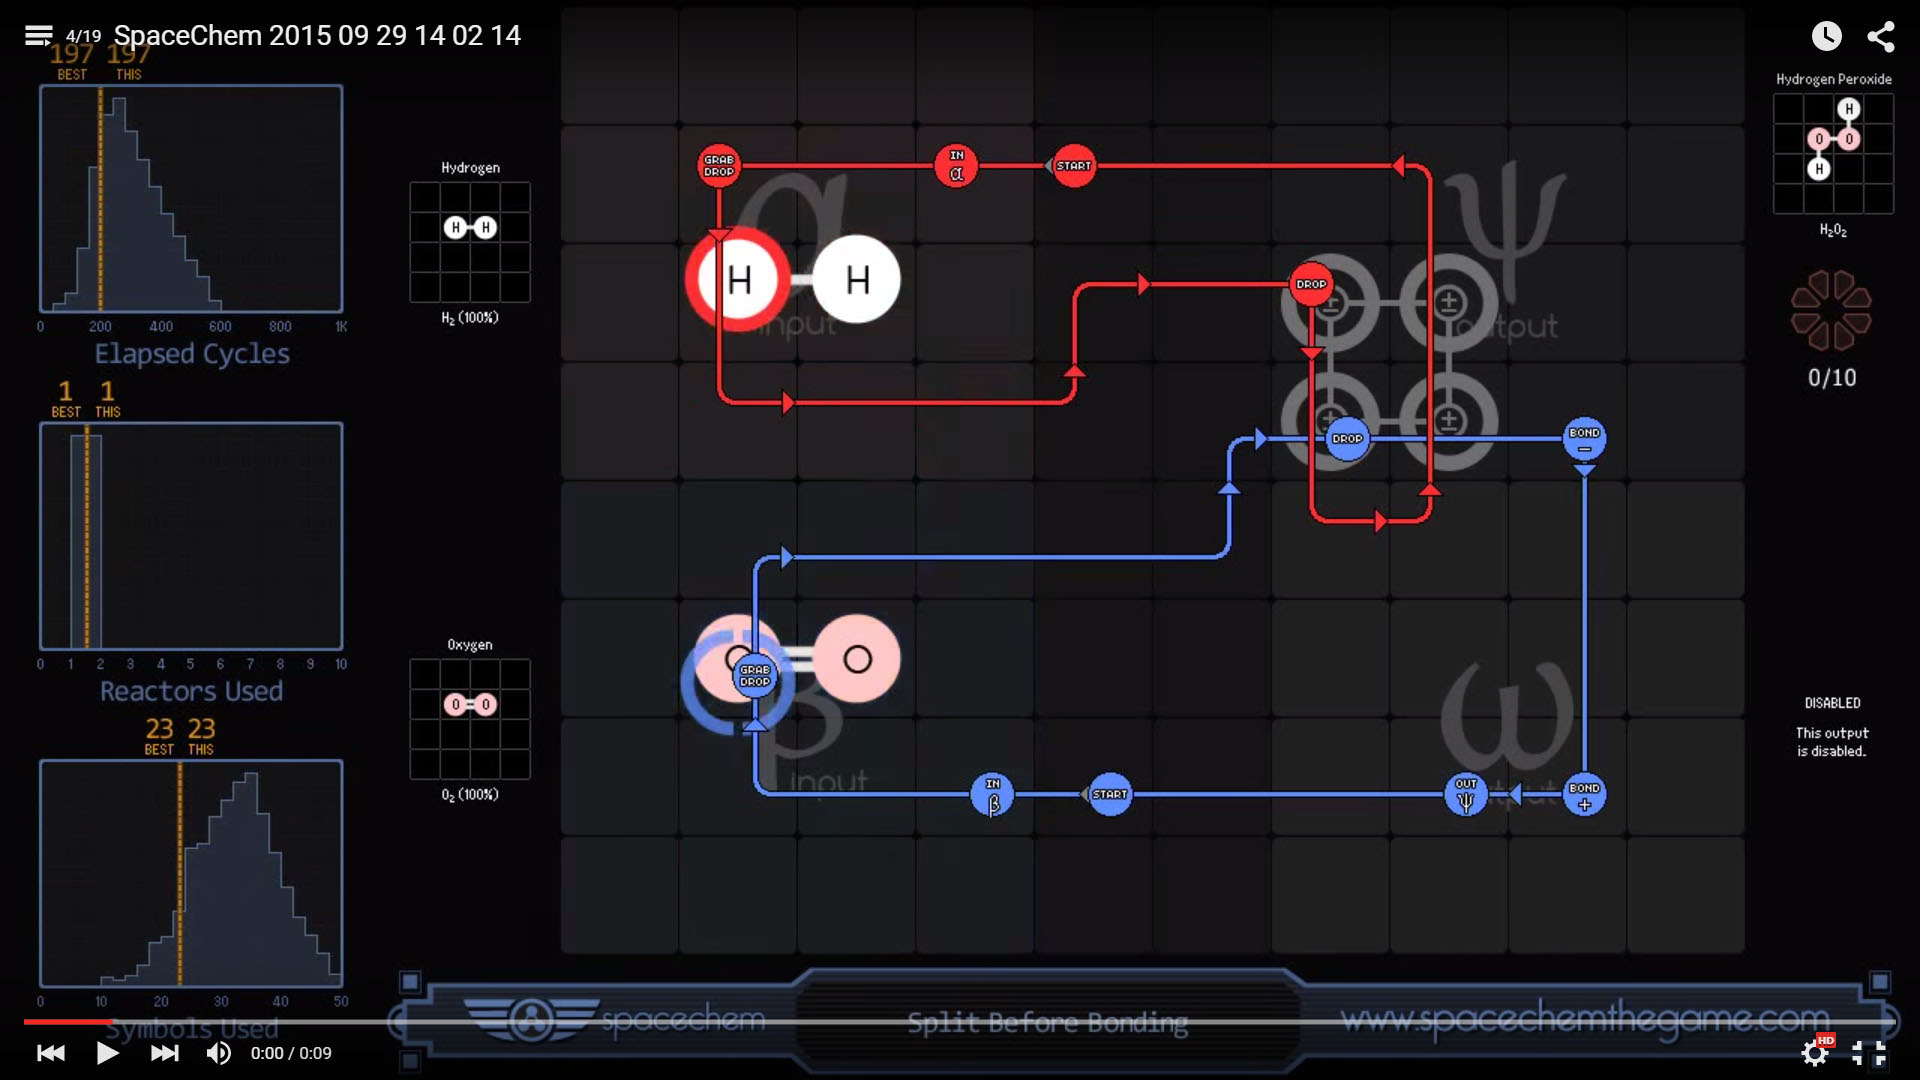 4/19 SpaceChem 2015 09 29 14 02 14
197 197
BEST THIS
0 200 400 600 800 1K
Elapsed Cycles
1 1
BEST THIS
0 1 2 3 4 5 6 7 8 9 10
Reactors Used
23 23
BEST THIS
0 10 20 30 40 50
Symbols Used
Hydrogen
H H
H₂ (100%)
Oxygen
O O
O₂ (100%)
GRAB DROP
IN α
START
α
input
H H
DROP
ψ
output
± ±
± ±
DROP
BOND -
O O
GRAB DROP
β
input
IN β
START
OUT ψ
BOND +
ω
output
Hydrogen Peroxide
H
O O
H
H₂O₂
0/10
DISABLED
This output
is disabled.
spacechem
Split Before Bonding
www.spacechemthegame.com
0:00 / 0:09
HD